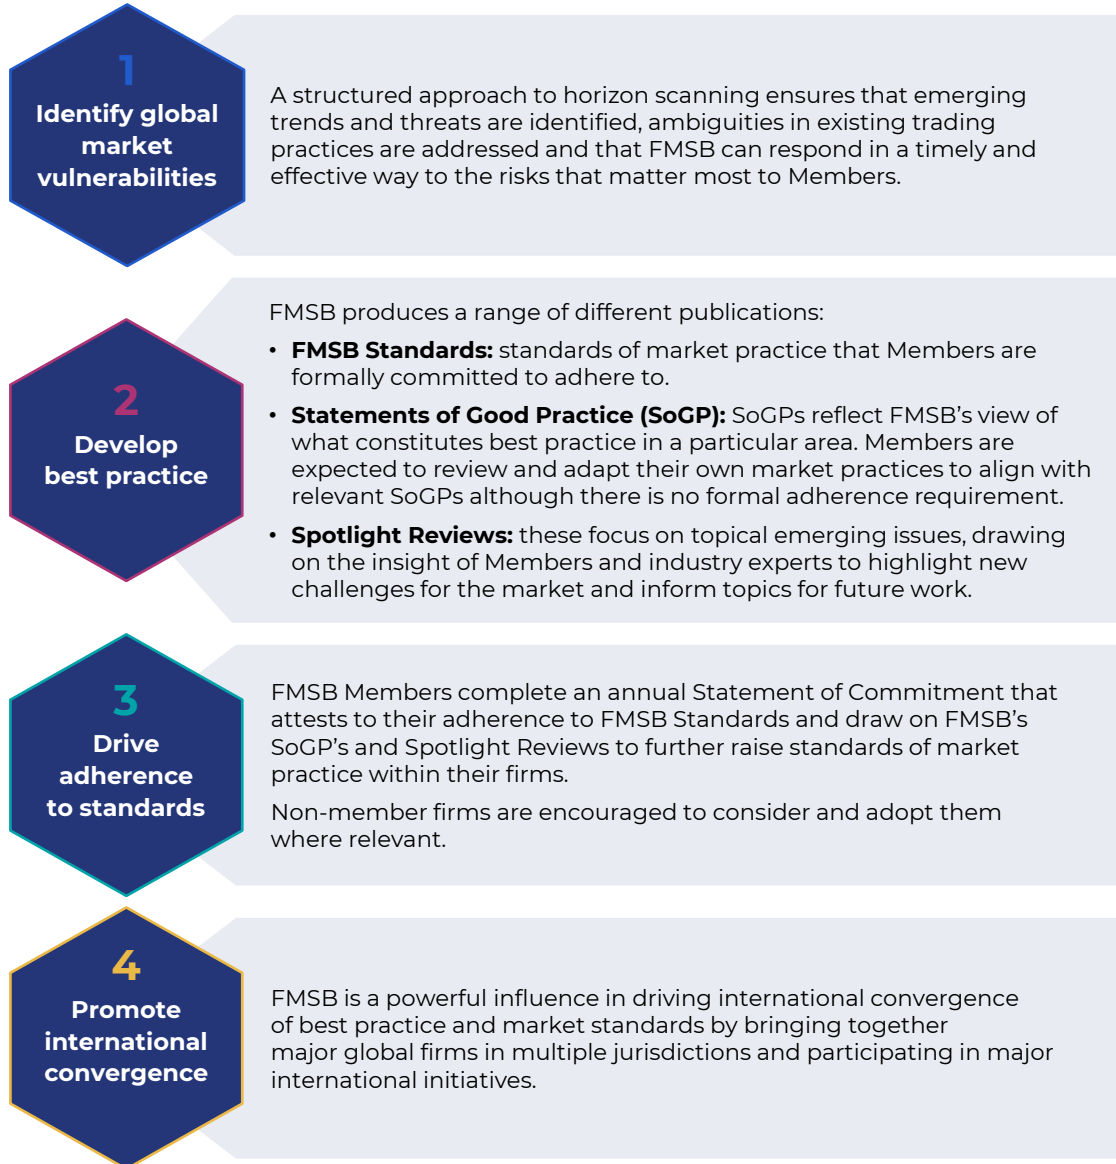 1
Identify global
market
vulnerabilities
A structured approach to horizon scanning ensures that emerging
trends and threats are identified, ambiguities in existing trading
practices are addressed and that FMSB can respond in a timely and
effective way to the risks that matter most to Members.
2
Develop
best practice
FMSB produces a range of different publications:
• FMSB Standards: standards of market practice that Members are
formally committed to adhere to.
• Statements of Good Practice (SoGP): SoGPs reflect FMSB’s view of
what constitutes best practice in a particular area. Members are
expected to review and adapt their own market practices to align with
relevant SoGPs although there is no formal adherence requirement.
• Spotlight Reviews: these focus on topical emerging issues, drawing
on the insight of Members and industry experts to highlight new
challenges for the market and inform topics for future work.
3
Drive
adherence
to standards
FMSB Members complete an annual Statement of Commitment that
attests to their adherence to FMSB Standards and draw on FMSB’s
SoGP’s and Spotlight Reviews to further raise standards of market
practice within their firms.
Non-member firms are encouraged to consider and adopt them
where relevant.
4
Promote
international
convergence
FMSB is a powerful influence in driving international convergence
of best practice and market standards by bringing together
major global firms in multiple jurisdictions and participating in major
international initiatives.